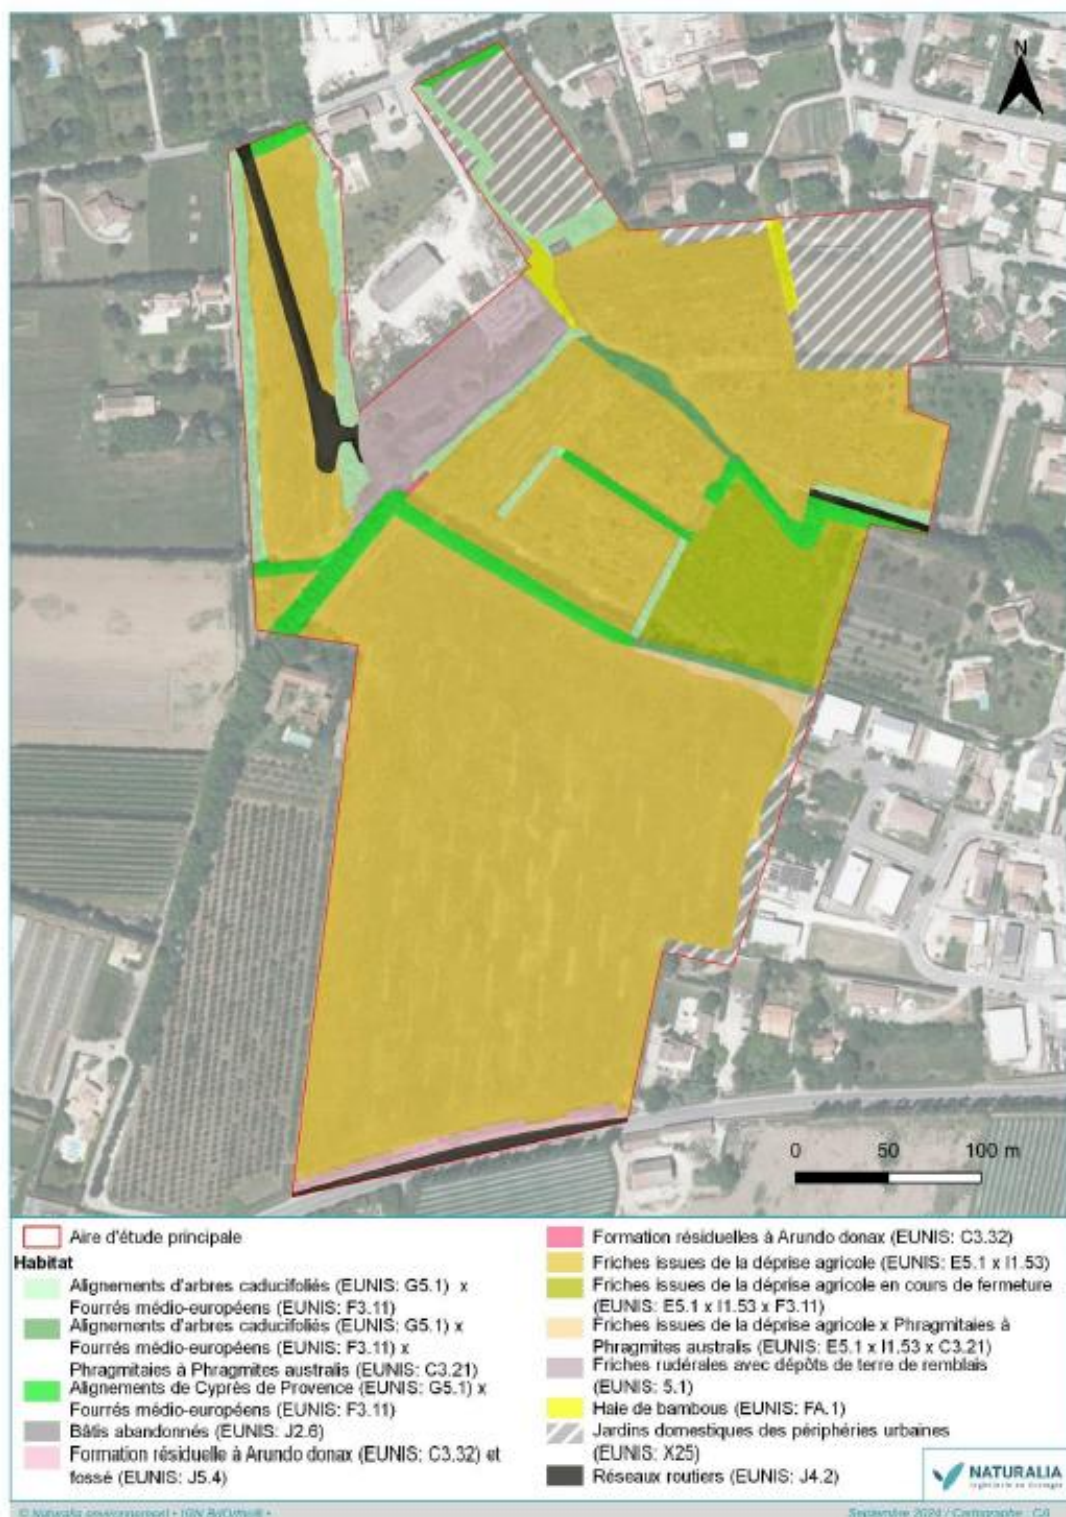 N
0 50 100 m
Aire d'étude principale
Habitat
Alignements d'arbres caducifoliés (EUNIS: G5.1) x
Fourrés médio-européens (EUNIS: F3.11)
Alignements d'arbres caducifoliés (EUNIS: G5.1) x
Fourrés médio-européens (EUNIS: F3.11) x
Phragmitaies à Phragmites australis (EUNIS: C3.21)
Alignements de Cyprès de Provence (EUNIS: G5.1) x
Fourrés médio-européens (EUNIS: F3.11)
Bâtis abandonnés (EUNIS: J2.6)
Formation résiduelle à Arundo donax (EUNIS: C3.32) et
fossé (EUNIS: J5.4)
Formation résiduelles à Arundo donax (EUNIS: C3.32)
Friches issues de la déprise agricole (EUNIS: E5.1 x I1.53)
Friches issues de la déprise agricole en cours de fermeture
(EUNIS: E5.1 x I1.53 x F3.11)
Friches issues de la déprise agricole x Phragmitaies à
Phragmites australis (EUNIS: E5.1 x I1.53 x C3.21)
Friches rudérales avec dépôts de terre de remblais
(EUNIS: 5.1)
Haie de bambous (EUNIS: FA.1)
Jardins domestiques des périphéries urbaines
(EUNIS: X25)
Réseaux routiers (EUNIS: J4.2)
NATURALIA
© Naturalia environnement • IGN
Septembre 2024 / Cartographe : CA